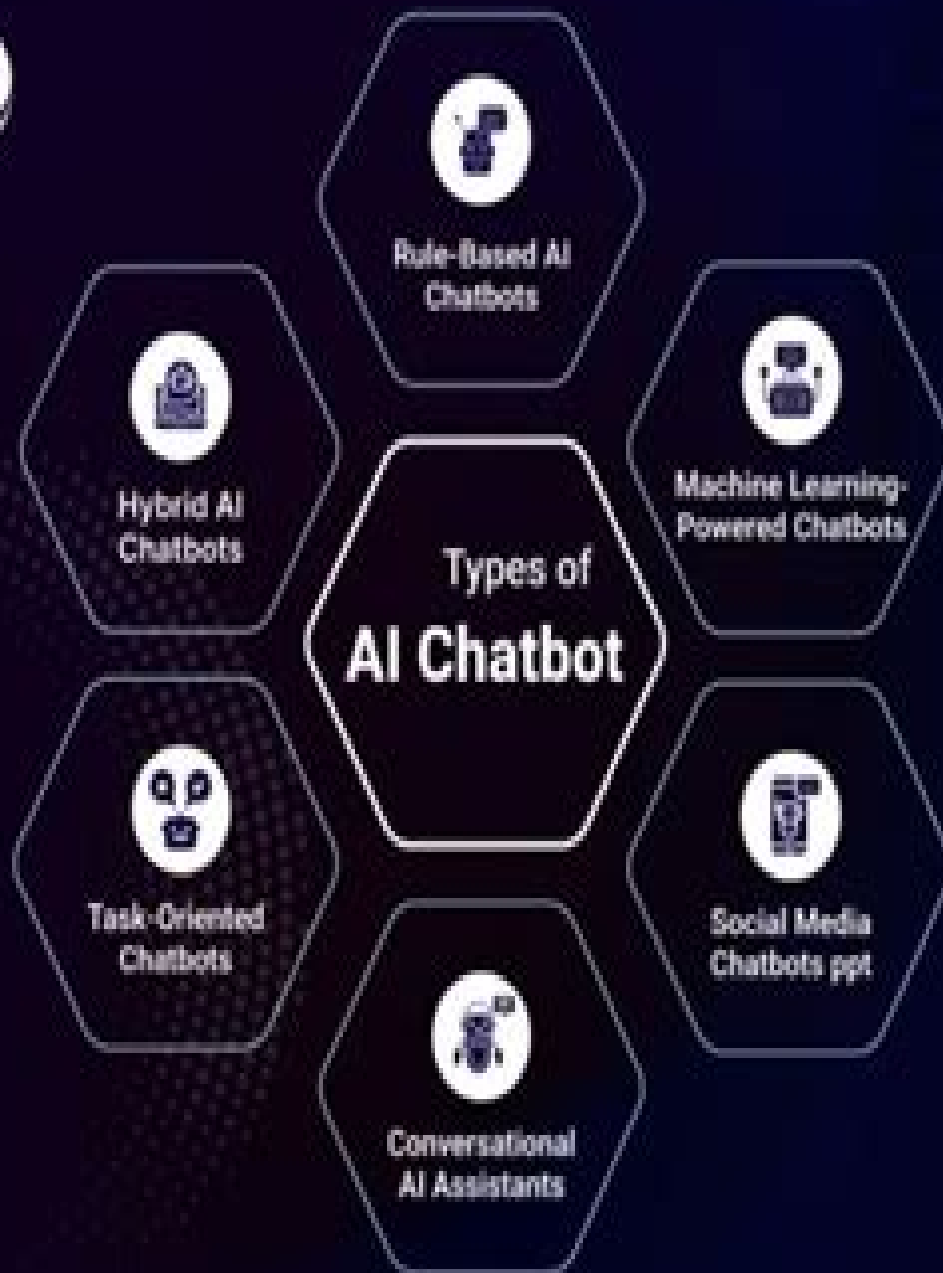 Rule-Based AI
Chatbots
Hybrid AI
Chatbots
Machine Learning-
Powered Chatbots
Types of
AI Chatbot
Task-Oriented
Chatbots
Social Media
Chatbots ppt
Conversational
AI Assistants